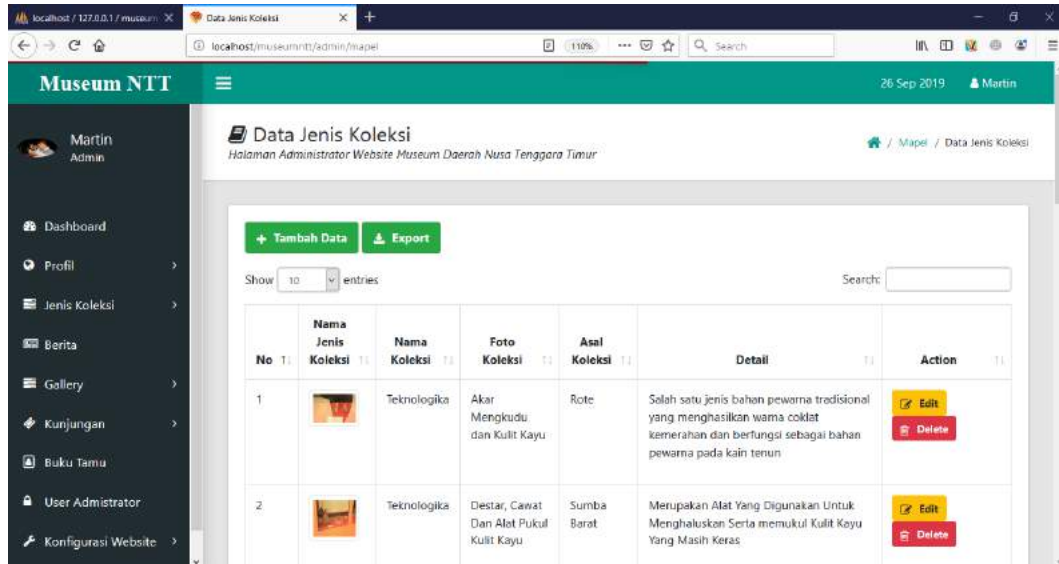 localhost / 127.0.0.1 / museum
Data Jenis Koleksi
localhost/museumntt/admin/mapel
110%
Search
Museum NTT
26 Sep 2019
Martin
Martin
Admin
Data Jenis Koleksi
Halaman Administrator Website Museum Daerah Nusa Tenggara Timur
/ Mapel / Data Jenis Koleksi
Dashboard
Profil
Jenis Koleksi
Berita
Gallery
Kunjungan
Buku Tamu
User Admistrator
Konfigurasi Website
+ Tambah Data
Export
Show 10 entries
Search:
No
Nama
Jenis
Koleksi
Nama
Koleksi
Foto
Koleksi
Asal
Koleksi
Detail
Action
1
Teknologika
Akar
Mengkudu
dan Kulit Kayu
Rote
Salah satu jenis bahan pewarna tradisional
yang menghasilkan warna coklat
kemerahan dan berfungsi sebagai bahan
pewarna pada kain tenun
Edit
Delete
2
Teknologika
Destar, Cawat
Dan Alat Pukul
Kulit Kayu
Sumba
Barat
Merupakan Alat Yang Digunakan Untuk
Menghaluskan Serta memukul Kulit Kayu
Yang Masih Keras
Edit
Delete